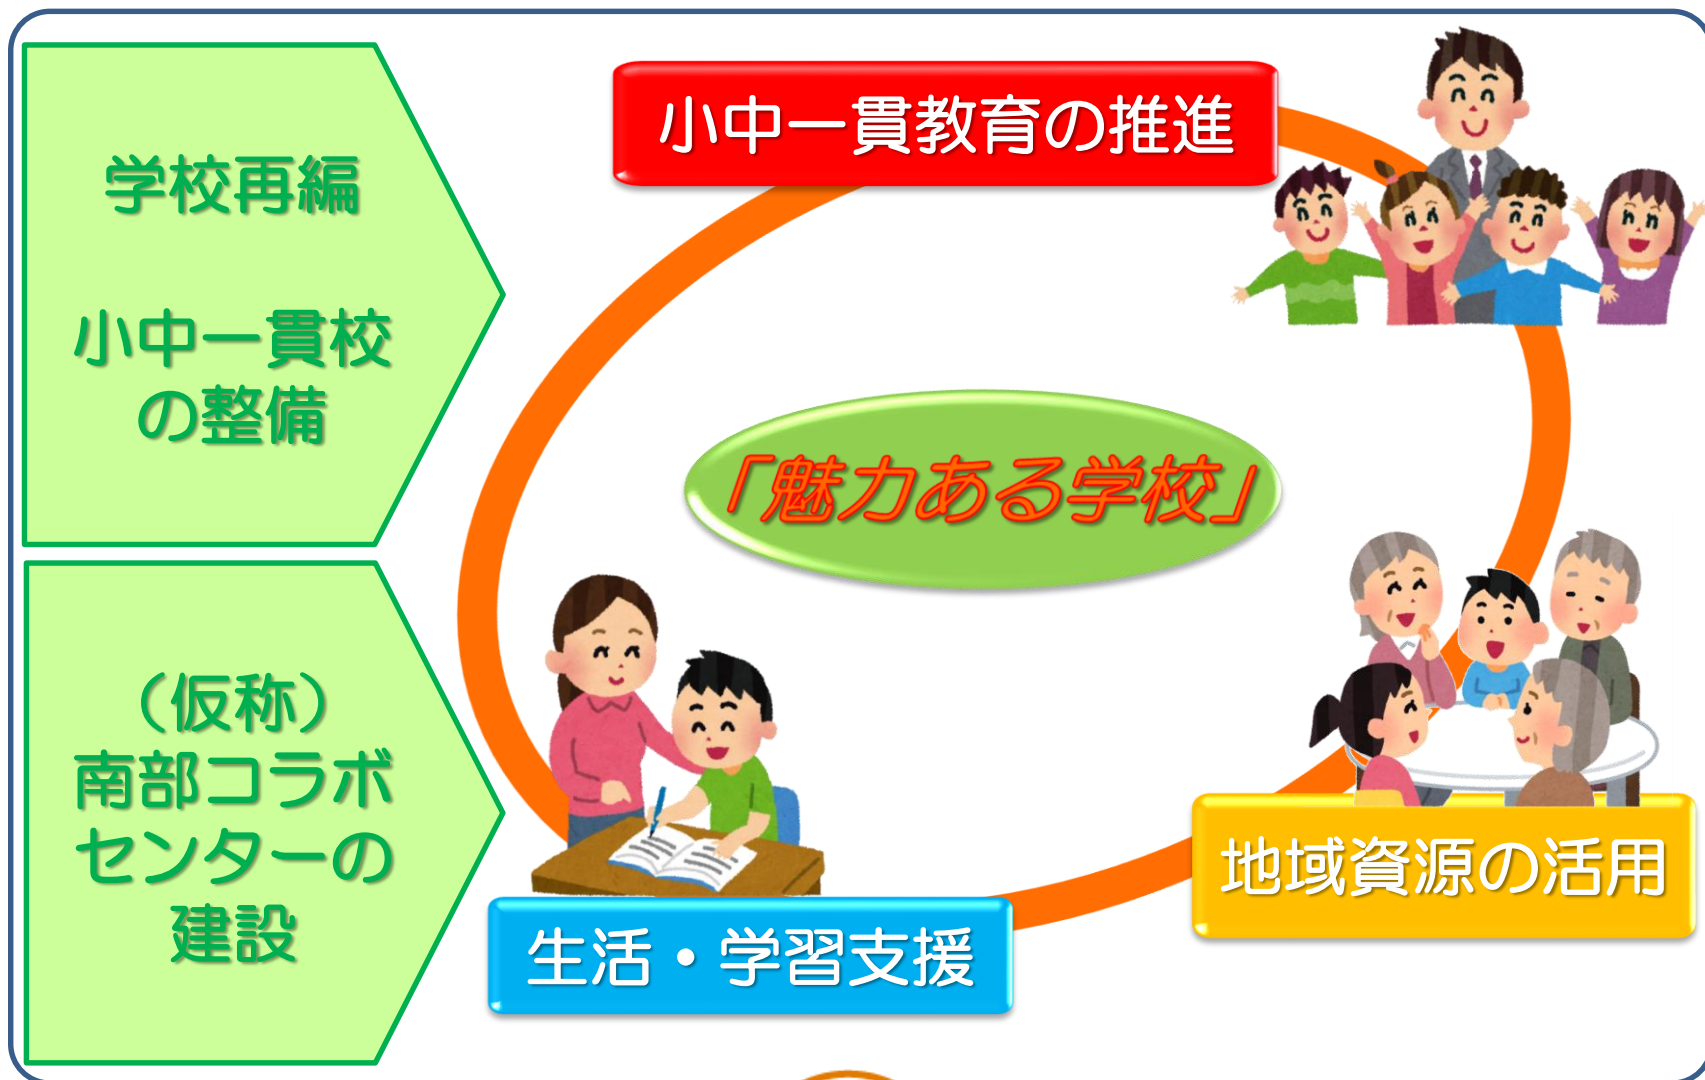 学校再編
小中一貫校
の整備
（仮称）
南部コラボ
センターの
建設
小中一貫教育の推進
「魅力ある学校」
地域資源の活用
生活・学習支援